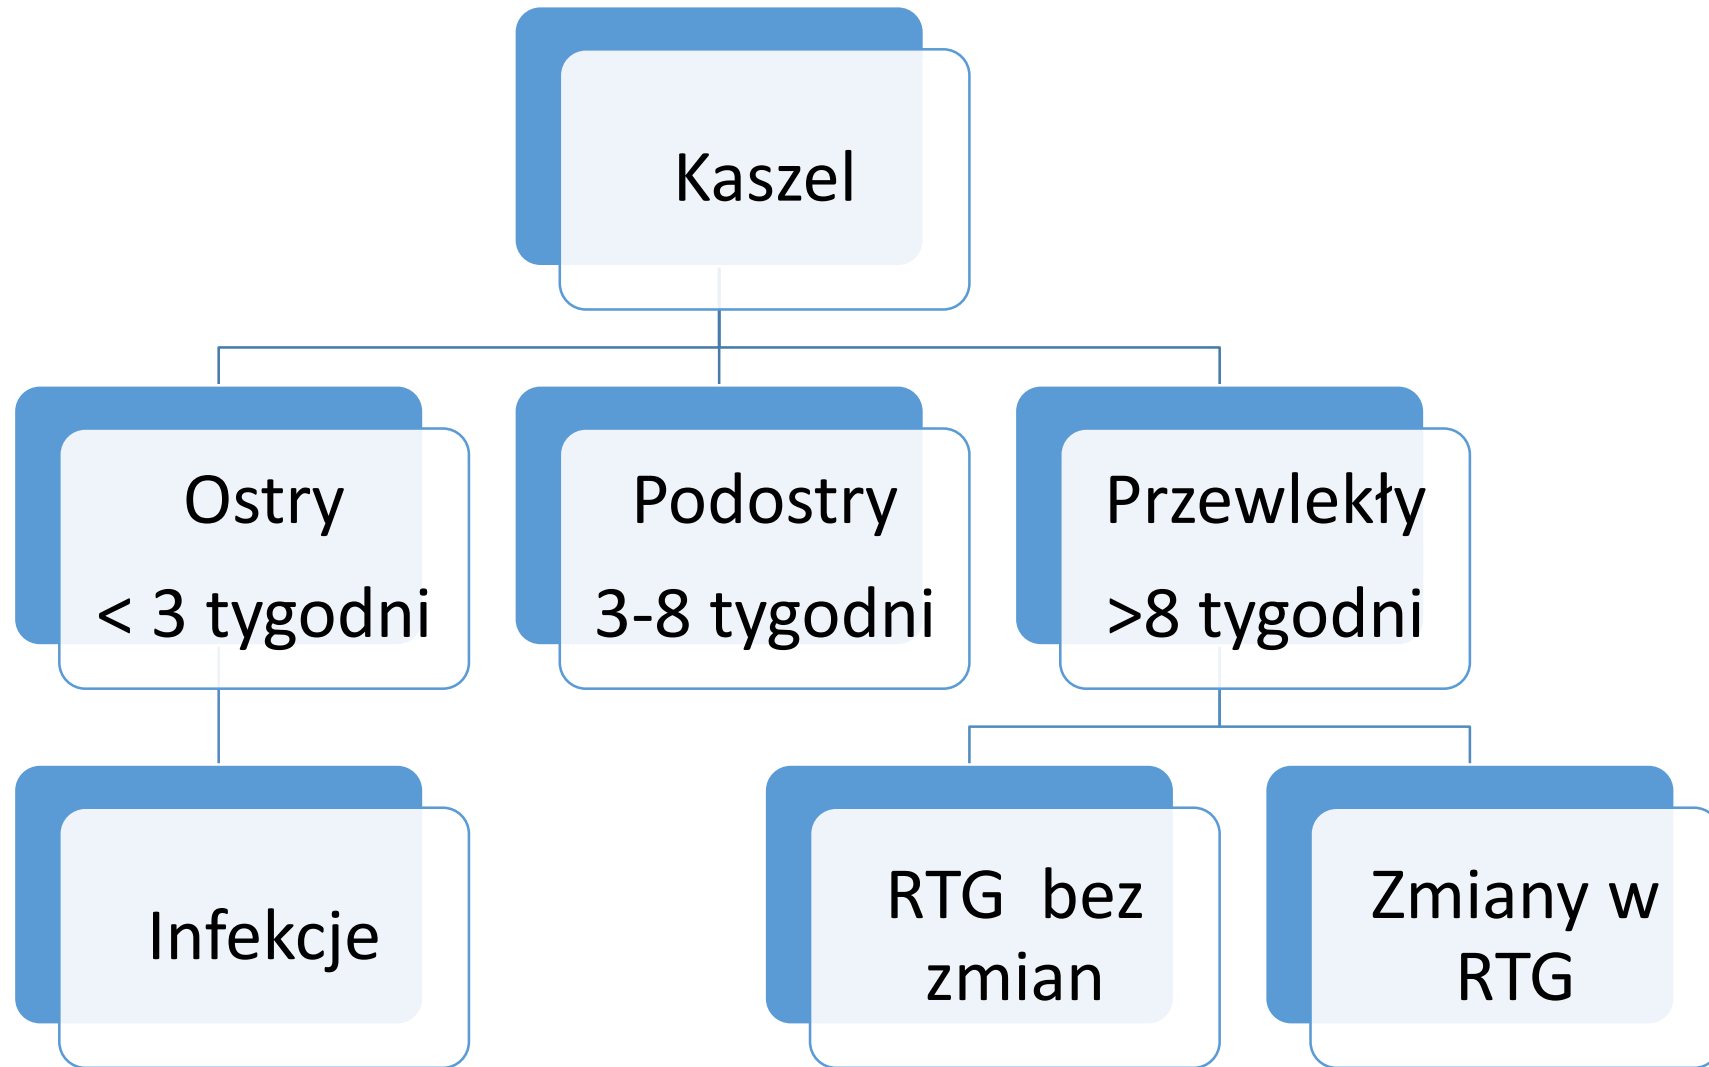 Kaszel
Ostry
< 3 tygodni
Podostry
3-8 tygodni
Przewlekły
>8 tygodni
Infekcje
RTG  bez
zmian
Zmiany w
RTG